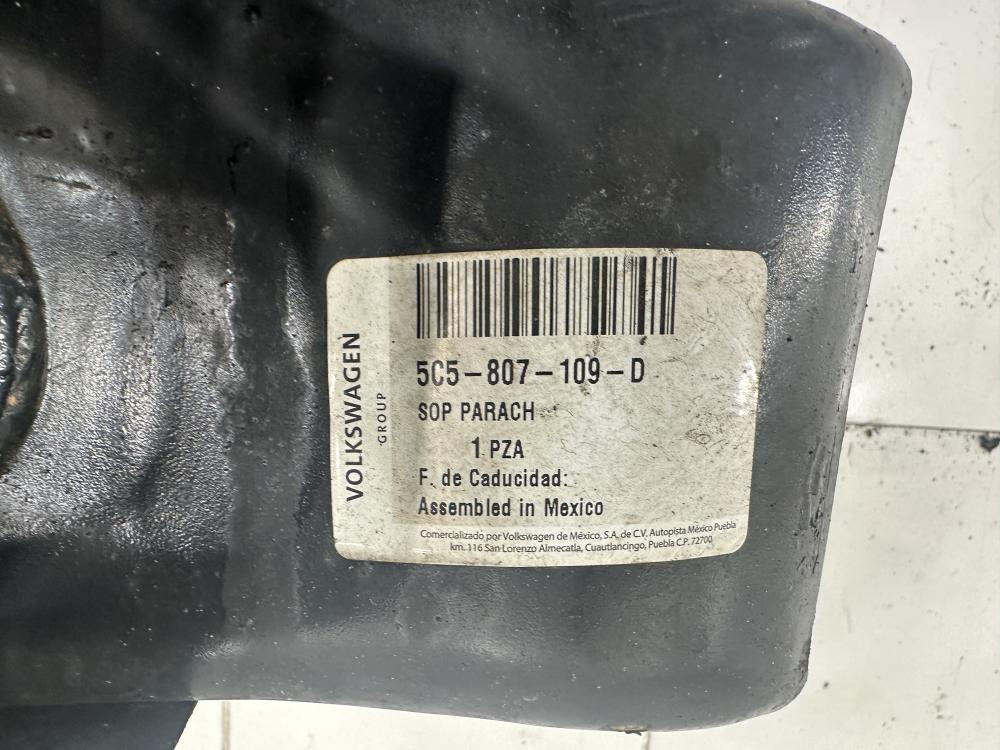 VOLKSWAGEN
GROUP
5C5-807-109-D
SOP PARACH
1 PZA
F. de Caducidad:
Assembled in Mexico
Comercializado por Volkswagen de México, S.A. de C.V. Autopista México Puebla
km. 116 San Lorenzo Almecatla, Cuautlancingo, Puebla C.P. 72700